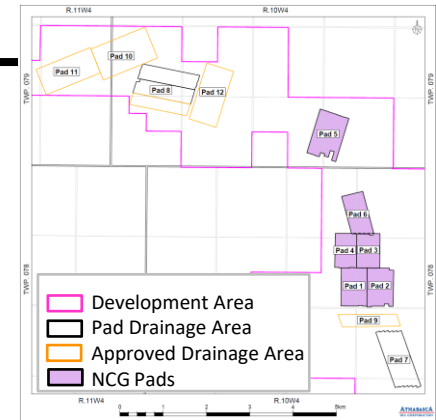 R.11W4 R.10W4
TWP. 079 TWP. 079
Pad 10
Pad 11
Pad 8
Pad 12
Pad 5
Pad 6
Pad 4 Pad 3
Pad 1 Pad 2
Pad 9
Pad 7
TWP. 078 TWP. 078
Development Area
Pad Drainage Area
Approved Drainage Area
NCG Pads
R.11W4 R.10W4
0 1 2 3 4 5km
ATHABASCA
OIL CORPORATION